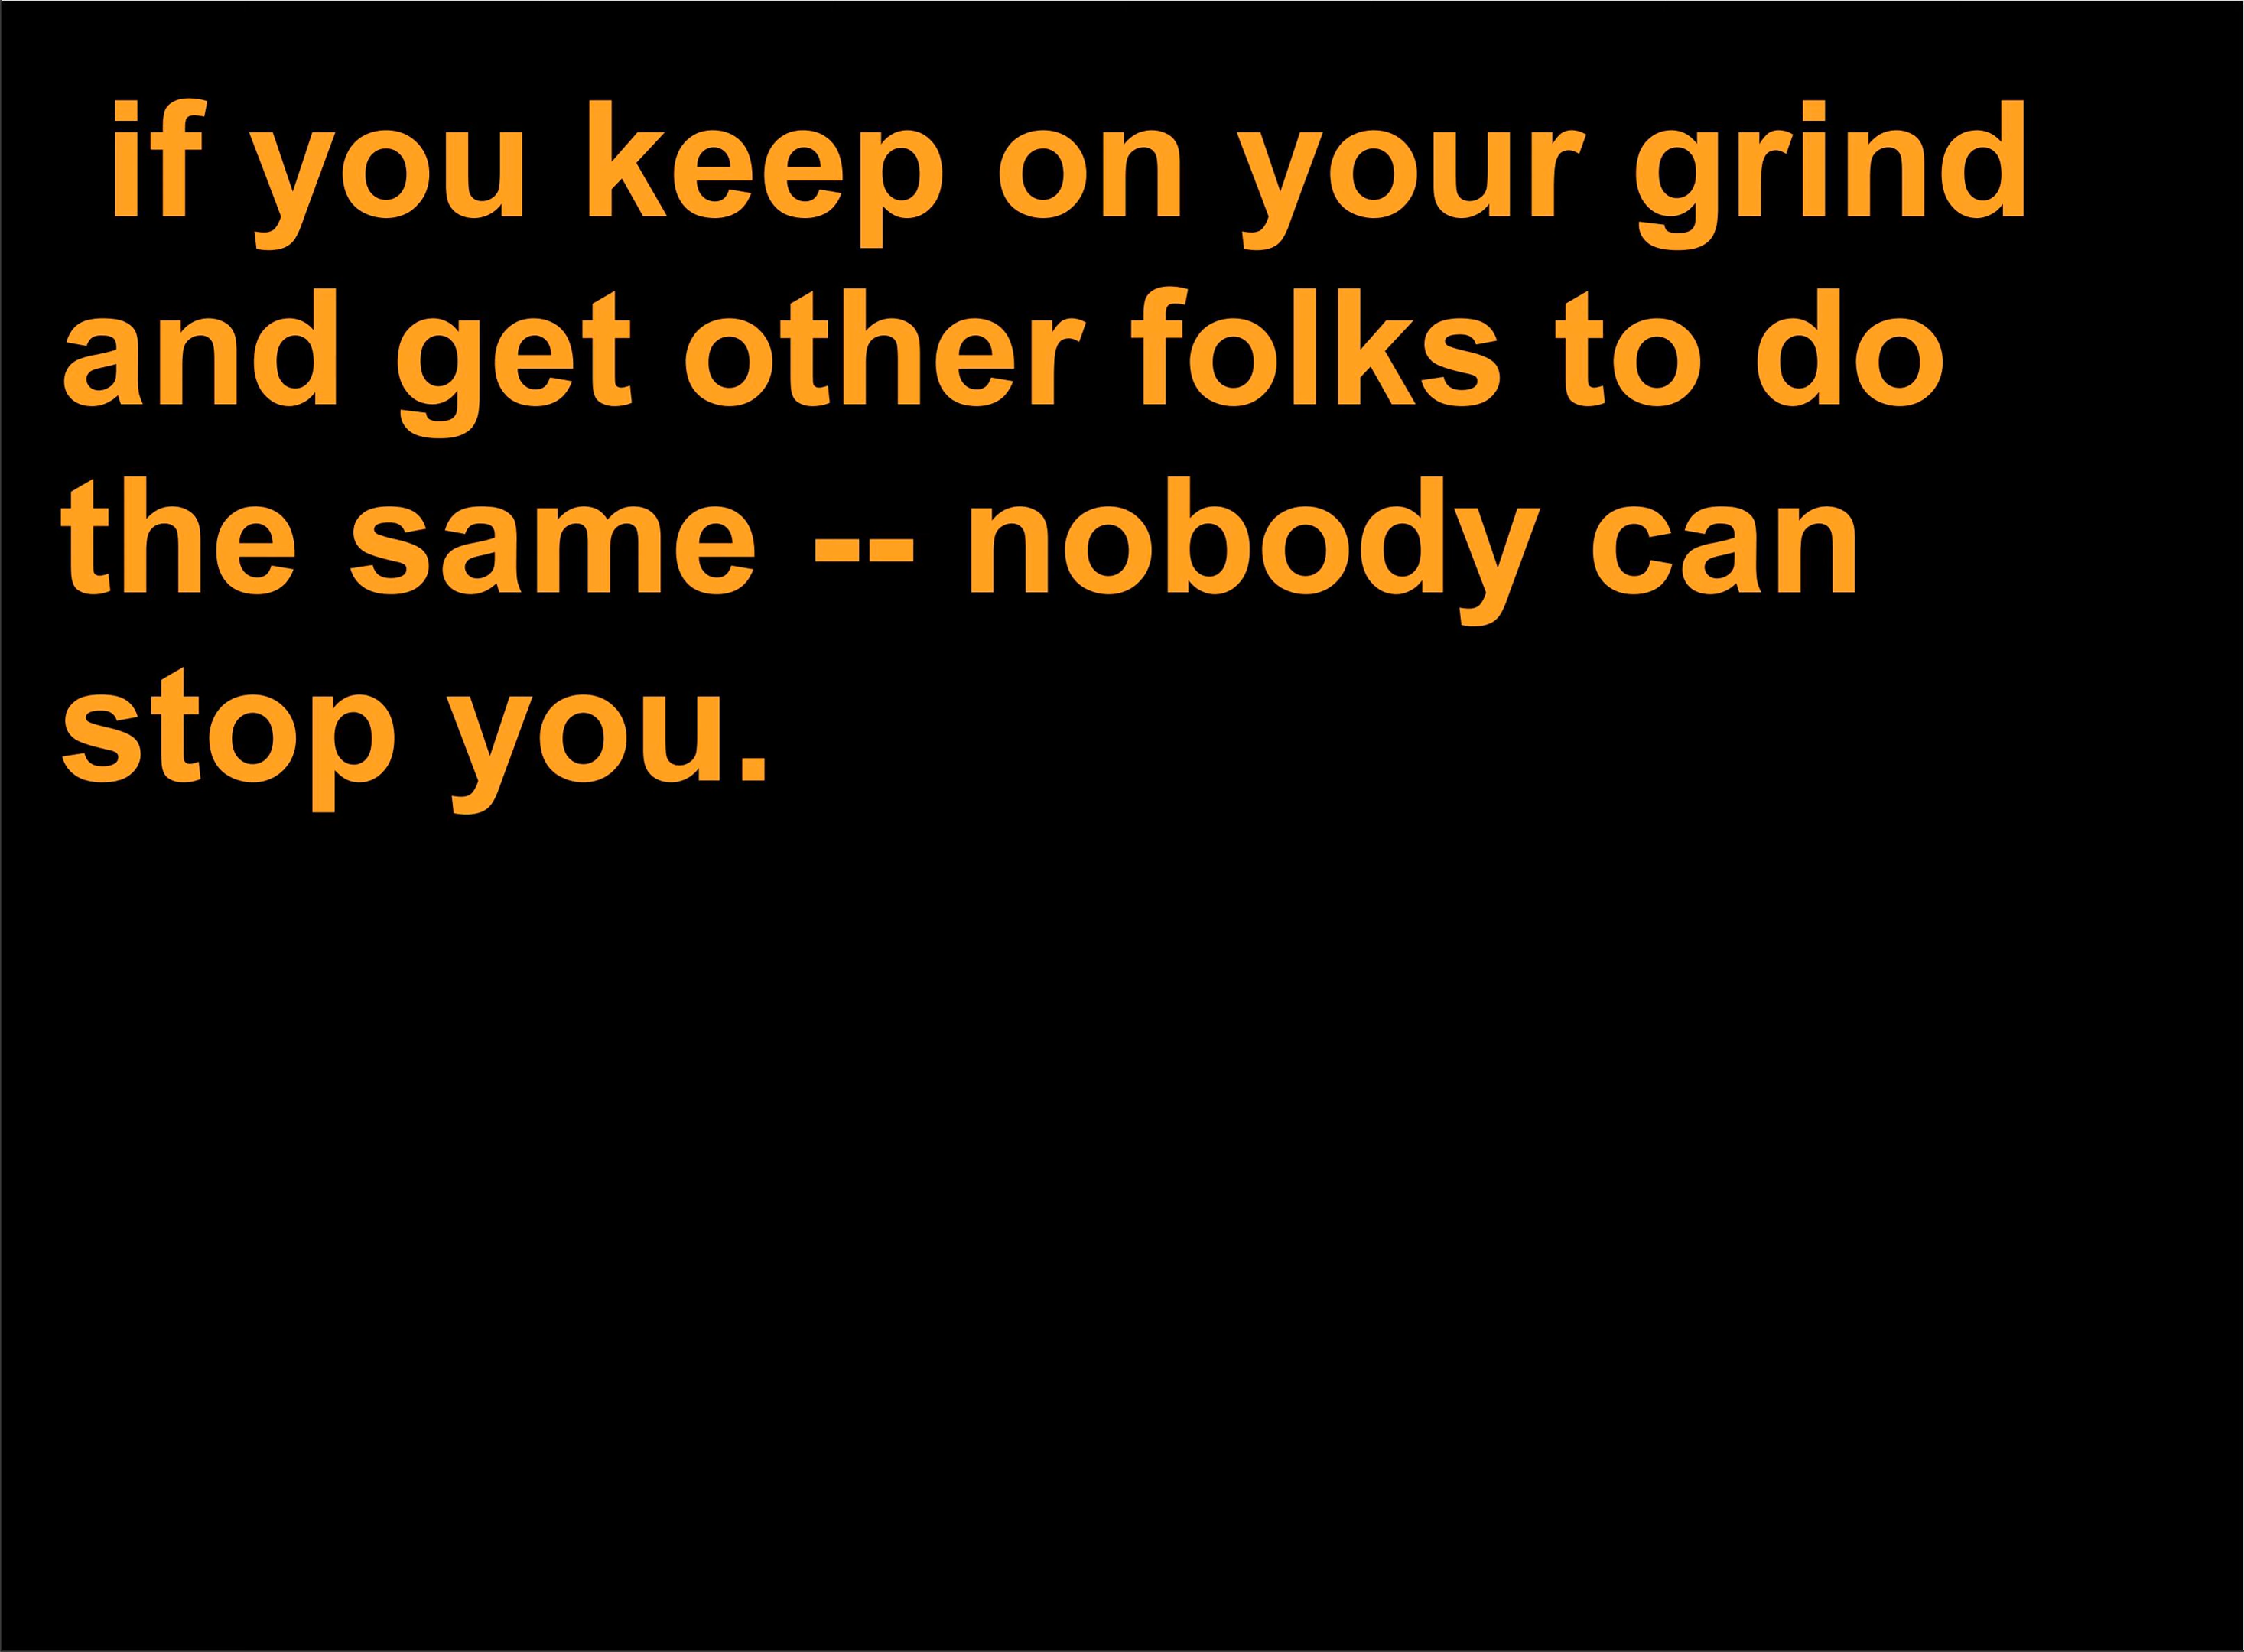 if you keep on your grind
and get other folks to do
the same -- nobody can
stop you.